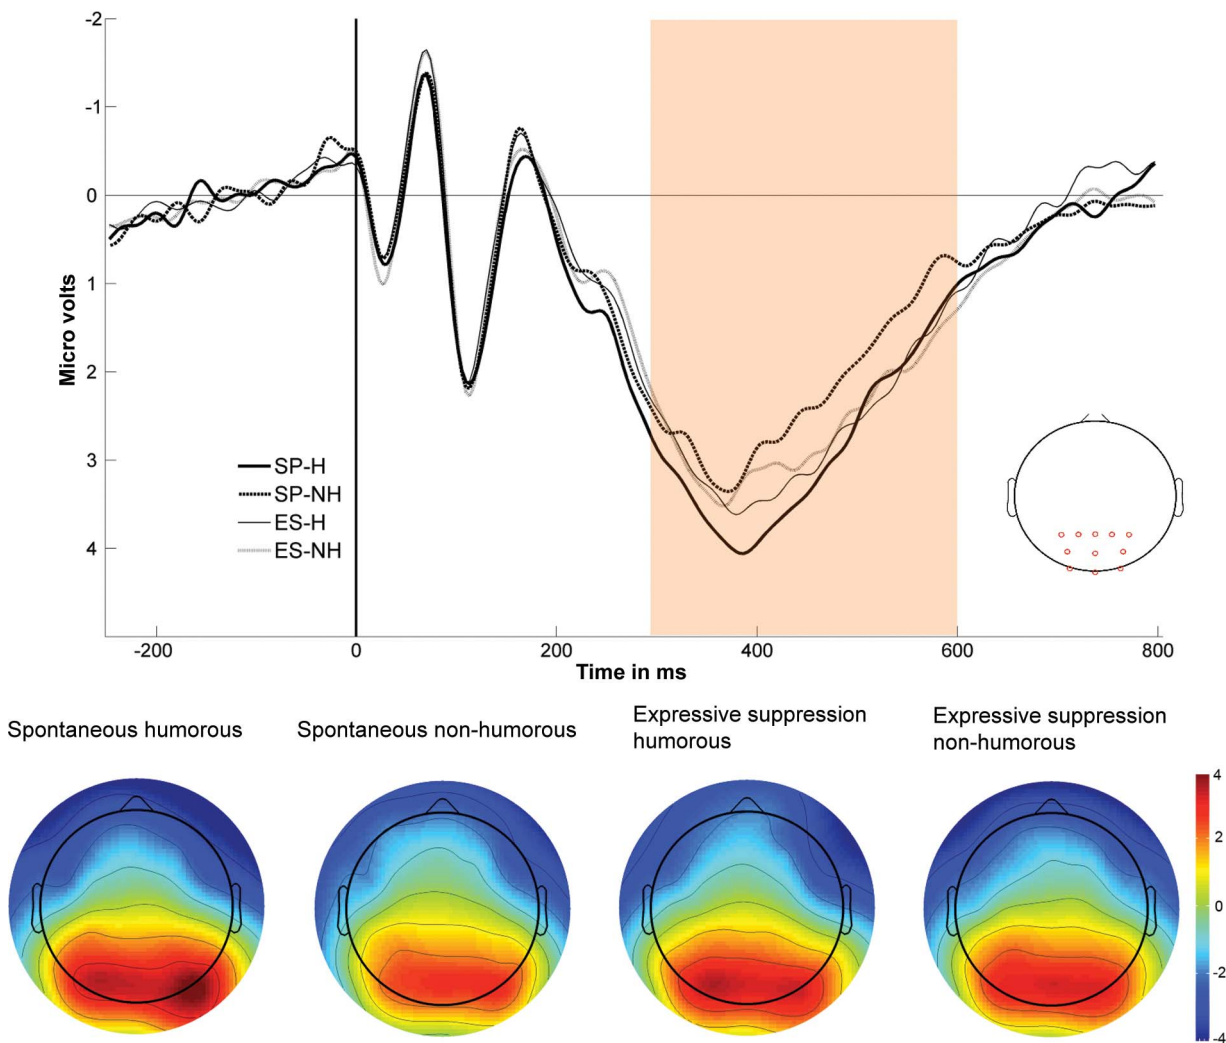 -2
-1
0
1
2
3
4
Micro volts
SP-H
SP-NH
ES-H
ES-NH
-200
0
200
400
600
800
Time in ms
Spontaneous humorous
Spontaneous non-humorous
Expressive suppression
humorous
Expressive suppression
non-humorous
4
2
0
-2
-4